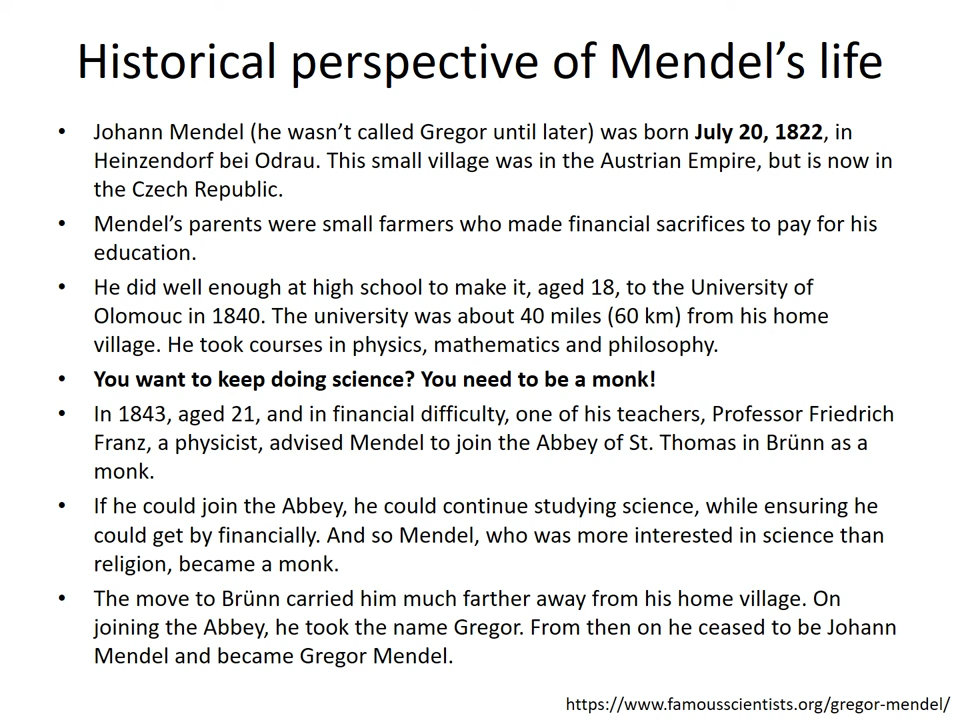 Historical perspective of Mendel’s life
• Johann Mendel (he wasn’t called Gregor until later) was born July 20, 1822, in
Heinzendorf bei Odrau. This small village was in the Austrian Empire, but is now in
the Czech Republic.
• Mendel’s parents were small farmers who made financial sacrifices to pay for his
education.
• He did well enough at high school to make it, aged 18, to the University of
Olomouc in 1840. The university was about 40 miles (60 km) from his home
village. He took courses in physics, mathematics and philosophy.
• You want to keep doing science? You need to be a monk!
• In 1843, aged 21, and in financial difficulty, one of his teachers, Professor Friedrich
Franz, a physicist, advised Mendel to join the Abbey of St. Thomas in Brünn as a
monk.
• If he could join the Abbey, he could continue studying science, while ensuring he
could get by financially. And so Mendel, who was more interested in science than
religion, became a monk.
• The move to Brünn carried him much farther away from his home village. On
joining the Abbey, he took the name Gregor. From then on he ceased to be Johann
Mendel and became Gregor Mendel.
https://www.famousscientists.org/gregor-mendel/